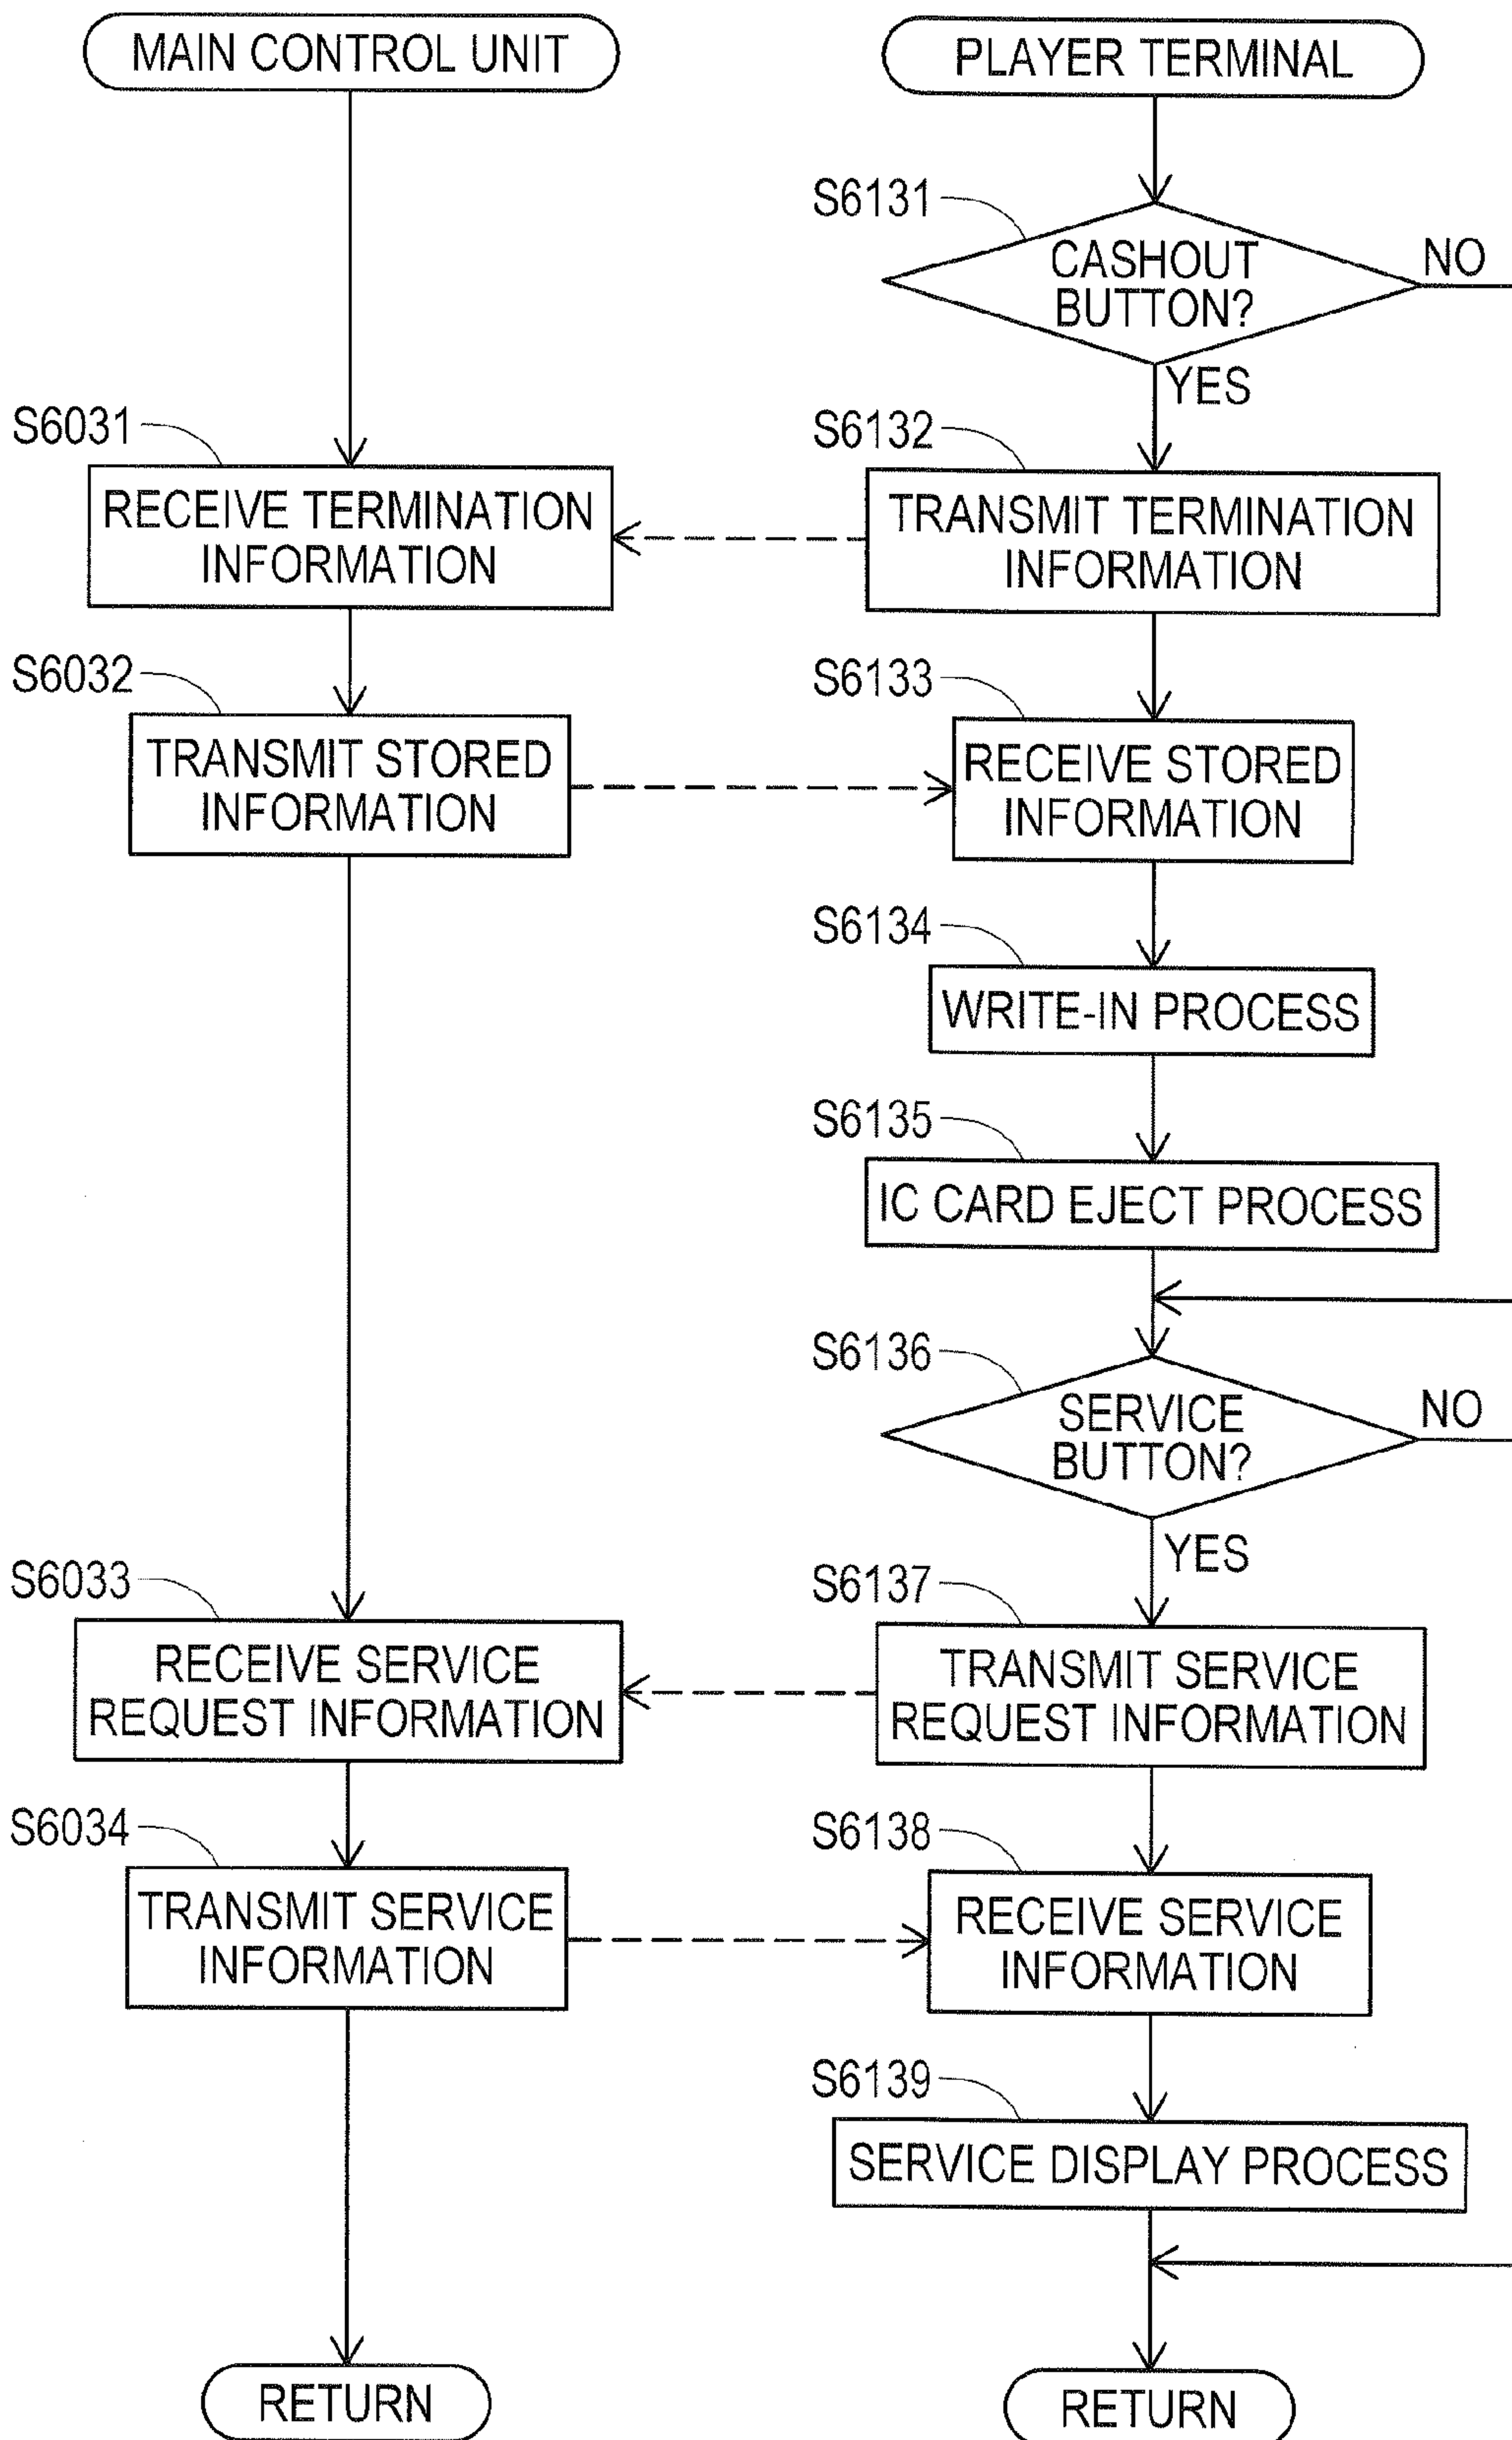 MAIN CONTROL UNIT
PLAYER TERMINAL
S6131
CASHOUT
BUTTON?
NO
YES
S6031
RECEIVE TERMINATION
INFORMATION
S6132
TRANSMIT TERMINATION
INFORMATION
S6032
TRANSMIT STORED
INFORMATION
S6133
RECEIVE STORED
INFORMATION
S6134
WRITE-IN PROCESS
S6135
IC CARD EJECT PROCESS
S6136
SERVICE
BUTTON?
NO
YES
S6033
RECEIVE SERVICE
REQUEST INFORMATION
S6137
TRANSMIT SERVICE
REQUEST INFORMATION
S6034
TRANSMIT SERVICE
INFORMATION
S6138
RECEIVE SERVICE
INFORMATION
S6139
SERVICE DISPLAY PROCESS
RETURN
RETURN